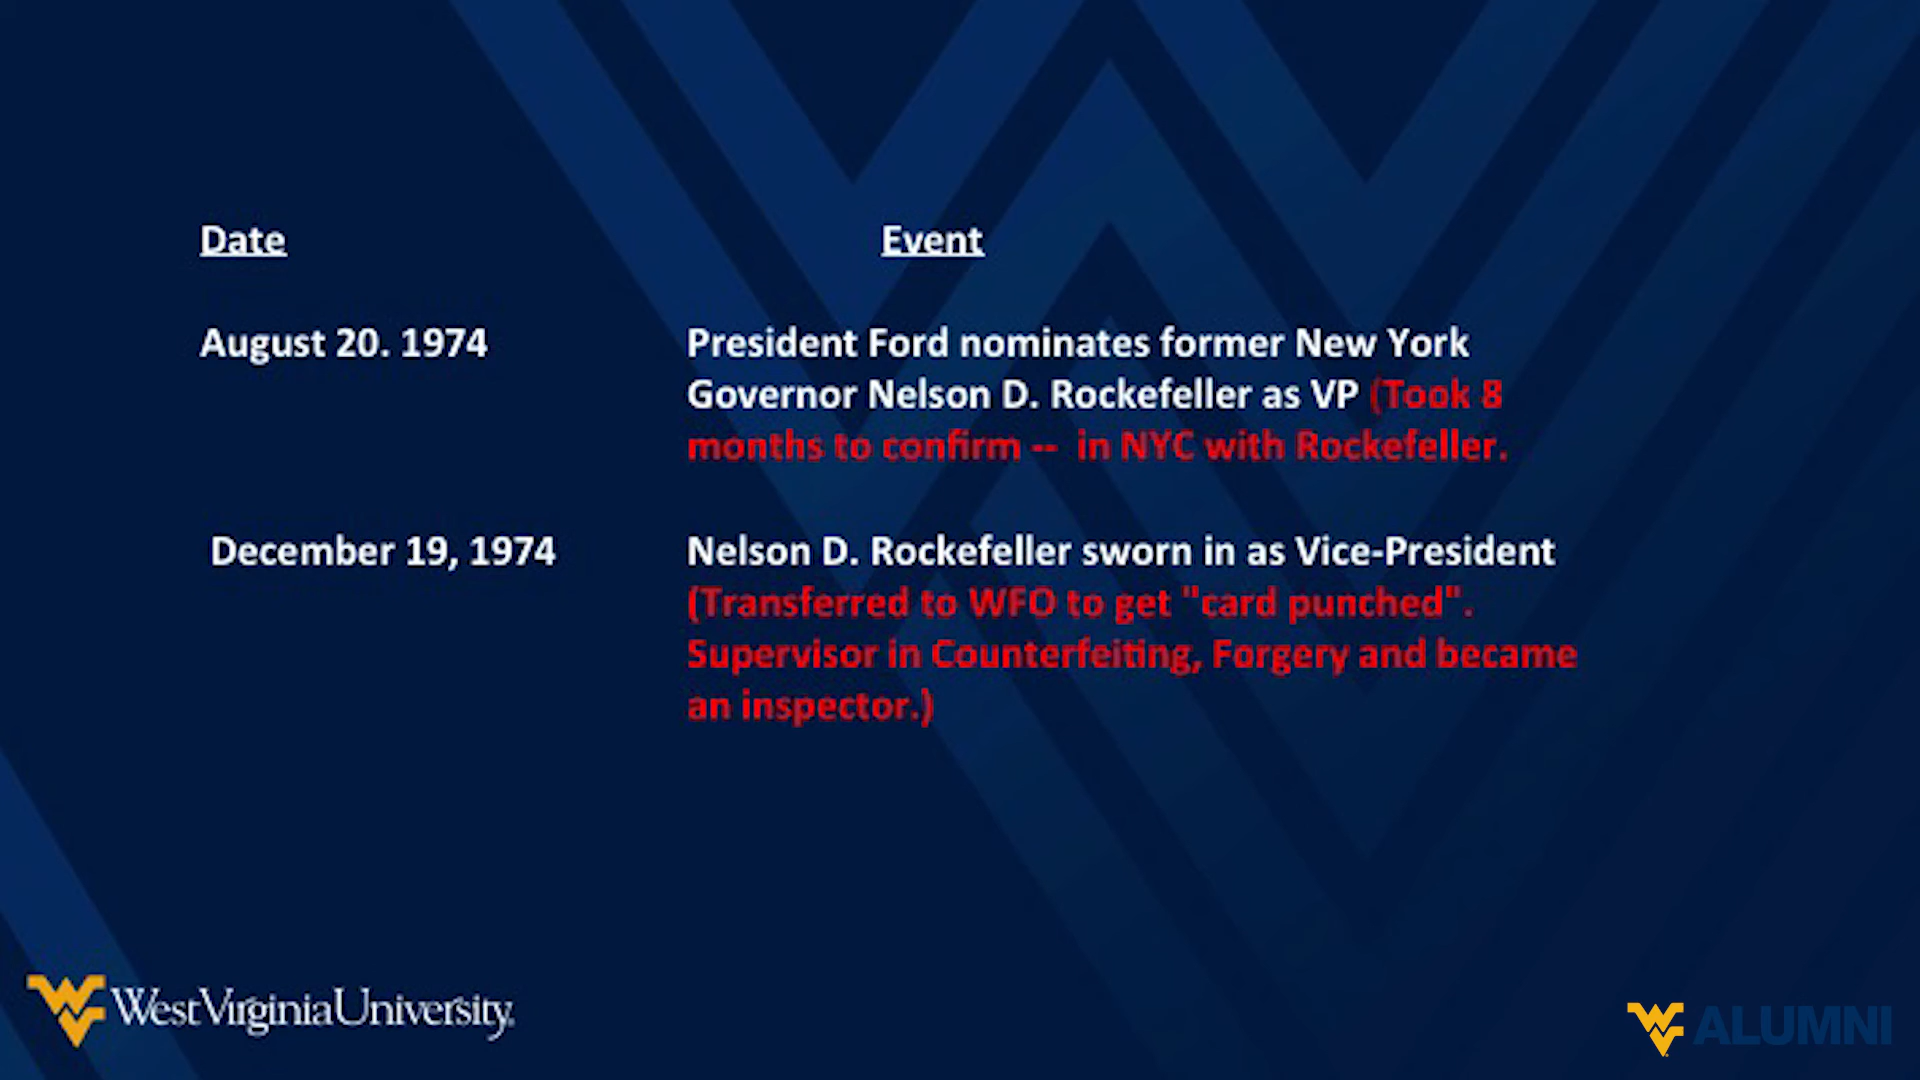 Date
Event
August 20. 1974
President Ford nominates former New York
Governor Nelson D. Rockefeller as VP (Took 8
months to confirm -- in NYC with Rockefeller.
December 19, 1974
Nelson D. Rockefeller sworn in as Vice-President
(Transferred to WFO to get "card punched".
Supervisor in Counterfeiting, Forgery and became
an inspector.)
WestVirginiaUniversity.
ALUMNI